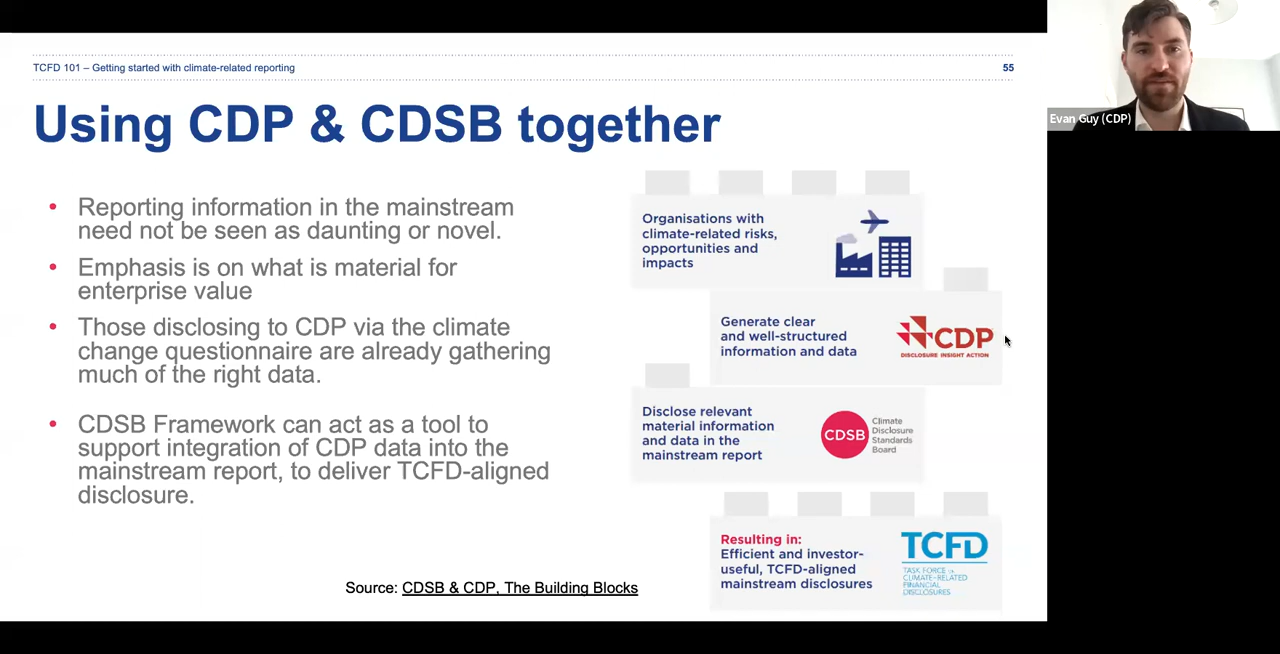 TCFD 101 – Getting started with climate-related reporting
55
Using CDP & CDSB together
• Reporting information in the mainstream
need not be seen as daunting or novel.
• Emphasis is on what is material for
enterprise value
• Those disclosing to CDP via the climate
change questionnaire are already gathering
much of the right data.
• CDSB Framework can act as a tool to
support integration of CDP data into the
mainstream report, to deliver TCFD-aligned
disclosure.
Source: CDSB & CDP, The Building Blocks
Organisations with
climate-related risks,
opportunities and
impacts
Generate clear
and well-structured
information and data
CDP
DISCLOSURE INSIGHT ACTION
Disclose relevant
material information
and data in the
mainstream report
CDSB
Climate
Disclosure
Standards
Board
Resulting in:
Efficient and investor-
useful, TCFD-aligned
mainstream disclosures
TCFD
TASK FORCE ON
CLIMATE-RELATED
FINANCIAL
DISCLOSURES
Evan Guy (CDP)